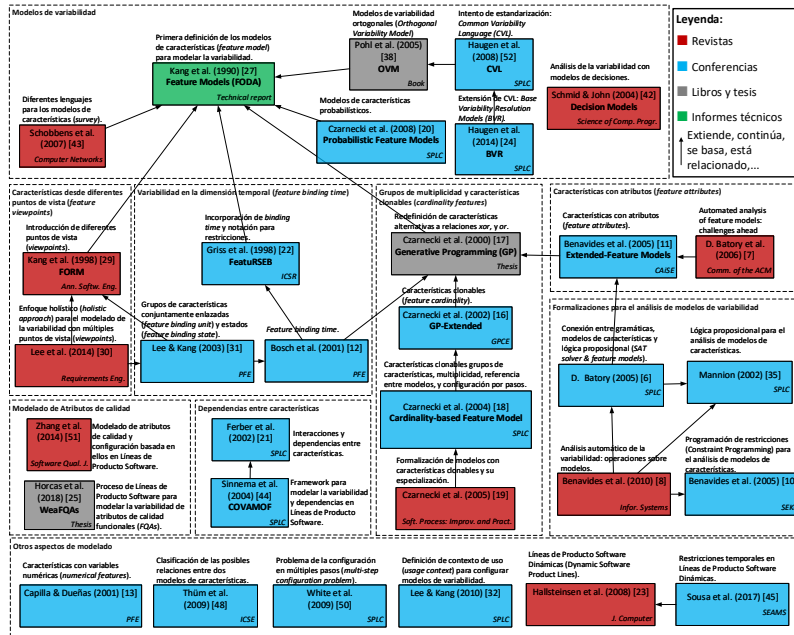 Modelos de variabilidad
Primera definición de los modelos
de características (feature model)
para modelar la variabilidad.
Kang et al. (1990) [27]
Feature Models (FODA)
Technical report
Modelos de variabilidad
ortogonales (Orthogonal
Variability Model)
Pohl et al. (2005)
[38]
OVM
Book
Intento de estandarización:
Common Variability
Language (CVL).
Haugen et al.
(2008) [52]
CVL
SPLC
Extensión de CVL: Base
Variability Resolution
Models (BVR).
Haugen et al.
2014) [24]
BVR
SPLC
Análisis de la variabilidad con
modelos de decisiones.
Schmid & John (2004) [42]
Decision Models
Science of Comp. Progr.
Diferentes lenguajes
para los modelos de
características (survey).
Schobbens et al.
(2007) [43]
Computer Networks
Modelos de características
probabilísticos.
Czarnecki et al. (2008) [20]
Probabilistic Feature Models
SPLC
Leyenda:
Revistas
Conferencias
Libros y tesis
Informes técnicos
Extiende, continúa,
se basa, está
relacionado,...
Características desde diferentes
puntos de vista (feature
viewpoints)
Introducción de diferentes
puntos de vista
(viewpoints).
Kang et al. (1998) [29]
FORM
Ann. Softw. Eng.
Enfoque holístico (holistic
approach) para el modelado de
la variabilidad con múltiples
puntos de vista (viewpoints).
Lee et al. (2014) [30]
Requirements Eng.
Variabilidad en la dimensión temporal (feature binding time)
Incorporación de binding
time y notación para
restricciones.
Griss et al. (1998) [22]
FeatuRSEB
ICSR
Grupos de características
conjuntamente enlazadas
(feature binding unit) y estados
(feature binding state).
Lee & Kang (2003) [31]
PFE
Feature binding time.
Bosch et al. (2001) [12]
PFE
Grupos de multiplicidad y características
clonables (cardinality features)
Redefinición de características
alternativas a relaciones xor, y or.
Czarnecki et al. (2000) [17]
Generative Programming (GP)
Thesis
Características clonables
(feature cardinality).
Czarnecki et al. (2002) [16]
GP-Extended
GPCE
Características clonables grupos de
características, multiplicidad, referencia
entre modelos, y configuración por pasos.
Czarnecki et al. (2004) [18]
Cardinality-based Feature Model
SPLC
Formalización de modelos con
características clonables y su
especialización.
Czarnecki et al. (2005) [19]
Soft. Process: Improv. and Pract.
Características con atributos (feature attributes)
Características con atributos
(feature attributes).
Benavides et al. (2005) [11]
Extended-Feature Models
CAiSE
Automated analysis
of feature models:
challenges ahead
D. Batory et al.
(2006) [7]
Comm. of the ACM
Formalizaciones para el análisis de modelos de variabilidad
Conexión entre gramáticas,
modelos de características y
lógica proposicional (SAT
solver & feature models).
D. Batory (2005) [6]
SPLC
Lógica proposicional para el
análisis de modelos de
características.
Mannion (2002) [35]
SPLC
Análisis automático de la
variabilidad: operaciones sobre
modelos.
Benavides et al. (2010) [8]
Infor. Systems
Programación de restricciones
(Constraint Programming) para
el análisis de modelos de
características.
Benavides et al. (2005) [10]
SEKE
Modelado de Atributos de calidad
Zhang et al.
(2014) [51]
Software Qual. J.
Modelado de atributos
de calidad y
configuración basada en
ellos en Líneas de
Producto Software.
Horcas et al.
(2018) [25]
WeaFQAs
Thesis
Proceso de Líneas de
Producto Software para
modelar la variabilidad de
atributos de calidad
funcionales (FQAs).
Dependencias entre características
Ferber et al.
(2002) [21]
SPLC
Interacciones y
dependencias entre
características.
Sinnema et al.
(2004) [44]
COVAMOF
SPLC
Framework para
modelar la variabilidad
y dependencias en
Líneas de Producto
Software.
Otros aspectos de modelado
Características con variables
numéricas (numerical features).
Capilla & Dueñas (2001) [13]
PFE
Clasificación de las posibles
relaciones entre dos
modelos de características.
Thüm et al.
(2009) [48]
ICSE
Problema de la configuración
en múltiples pasos (multi-step
configuration problem).
White et al.
(2009) [50]
SPLC
Definición de contexto de uso
(usage context) para configurar
modelos de variabilidad.
Lee & Kang (2010) [32]
SPLC
Líneas de Producto Software
Dinámicas (Dynamic Software
Product Lines).
Hallsteinsen et al. (2008) [23]
J. Computer
Restricciones temporales en
Líneas de Producto Software
Dinámicas.
Sousa et al. (2017) [45]
SEAMS